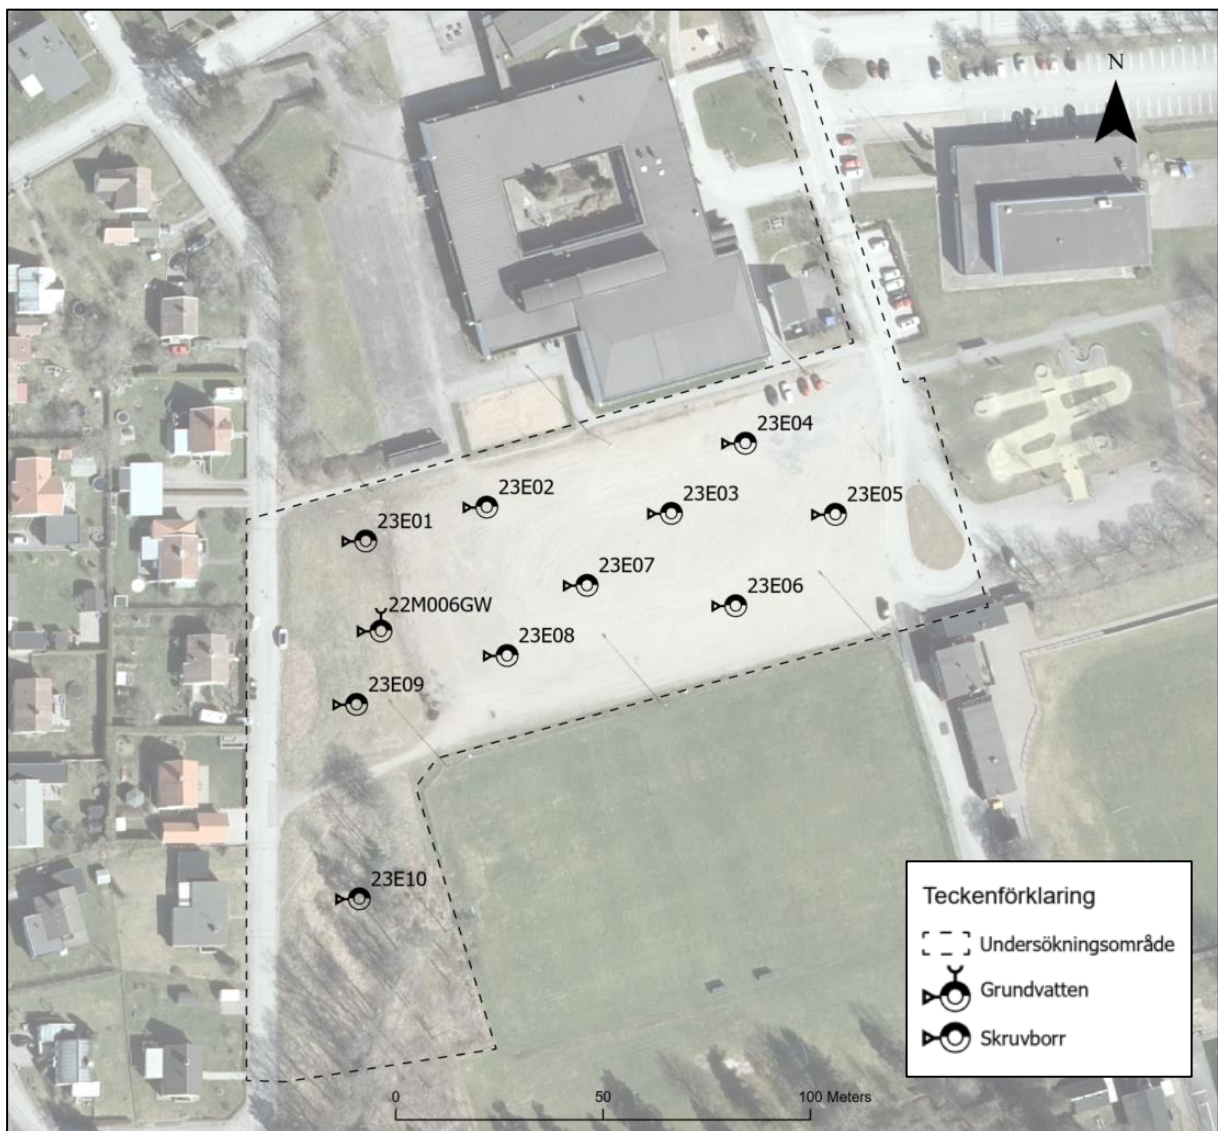 N
23E04
23E02
23E03
23E05
23E01
23E07
22M006GW
23E06
23E08
23E09
23E10
Teckenförklaring
Undersökningsområde
Grundvatten
Skruvborr
0 50 100 Meters